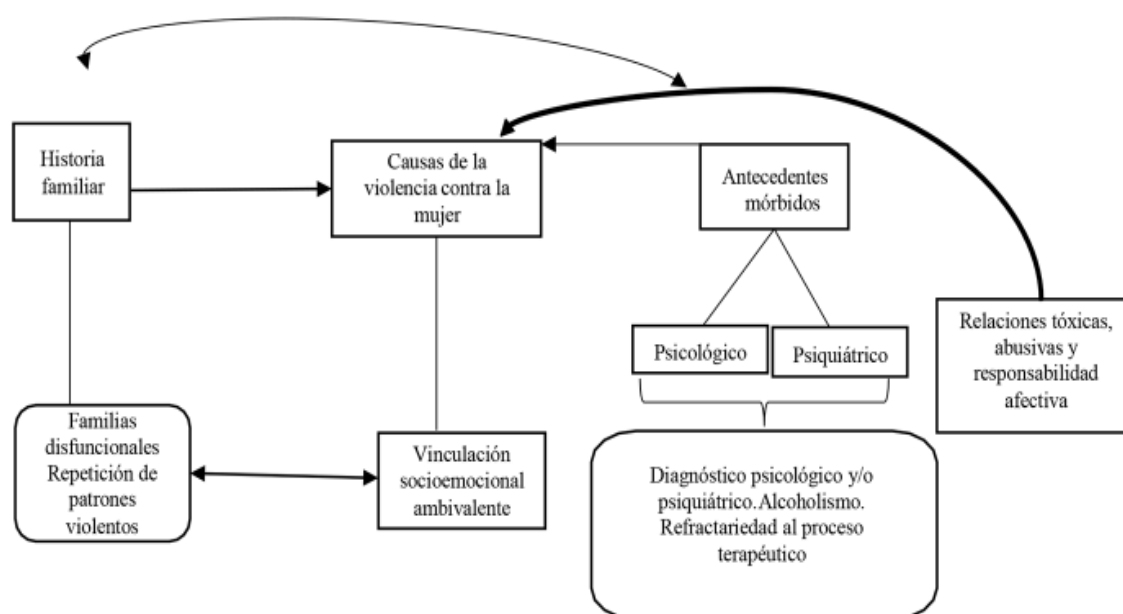 Historia
familiar
Causas de la
violencia contra la
mujer
Antecedentes
mórbidos
Psicológico
Psiquiátrico
Relaciones tóxicas,
abusivas y
responsabilidad
afectiva
Familias
disfuncionales
Repetición de
patrones
violentos
Vinculación
socioemocional
ambivalente
Diagnóstico psicológico y/o
psiquiátrico.Alcoholismo.
Refractariedad al proceso
terapéutico